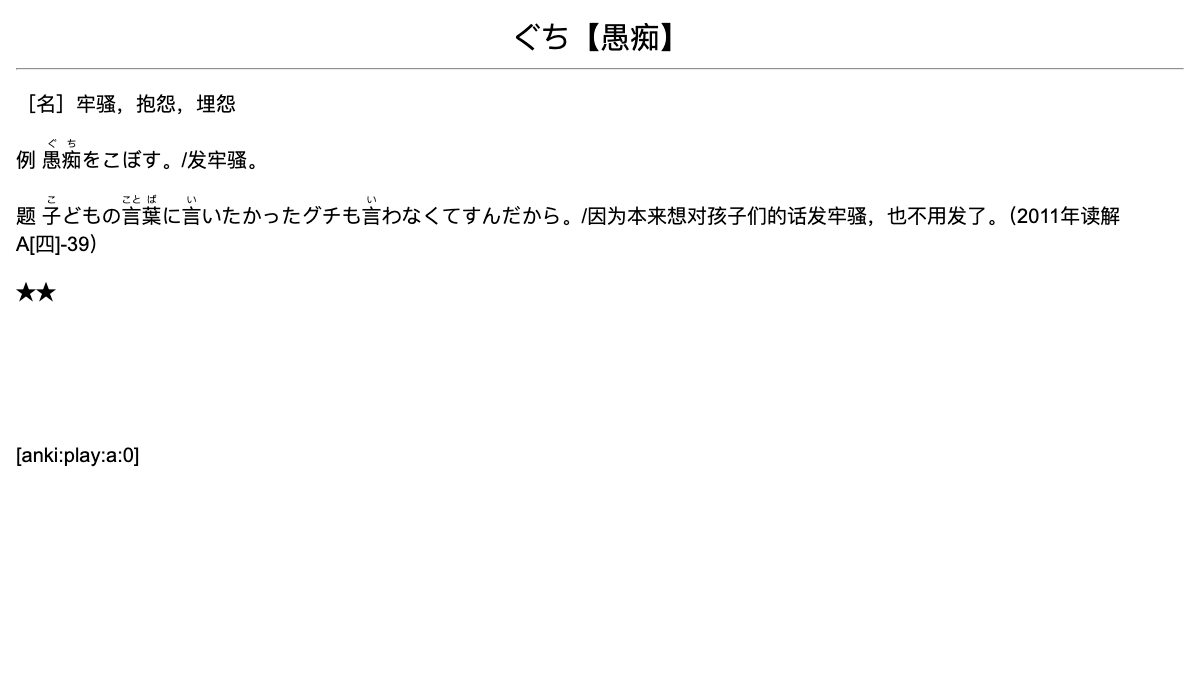 ぐち【愚痴】
［名］牢骚，抱怨，埋怨
ぐ ち
例 愚痴をこぼす。/发牢骚。
こ こと ば い い
题 子どもの言葉に言いたかったグチも言わなくてすんだから。/因为本来想对孩子们的话发牢骚，也不用发了。（2011年读解
A[四]-39）
★★
[anki:play:a:0]